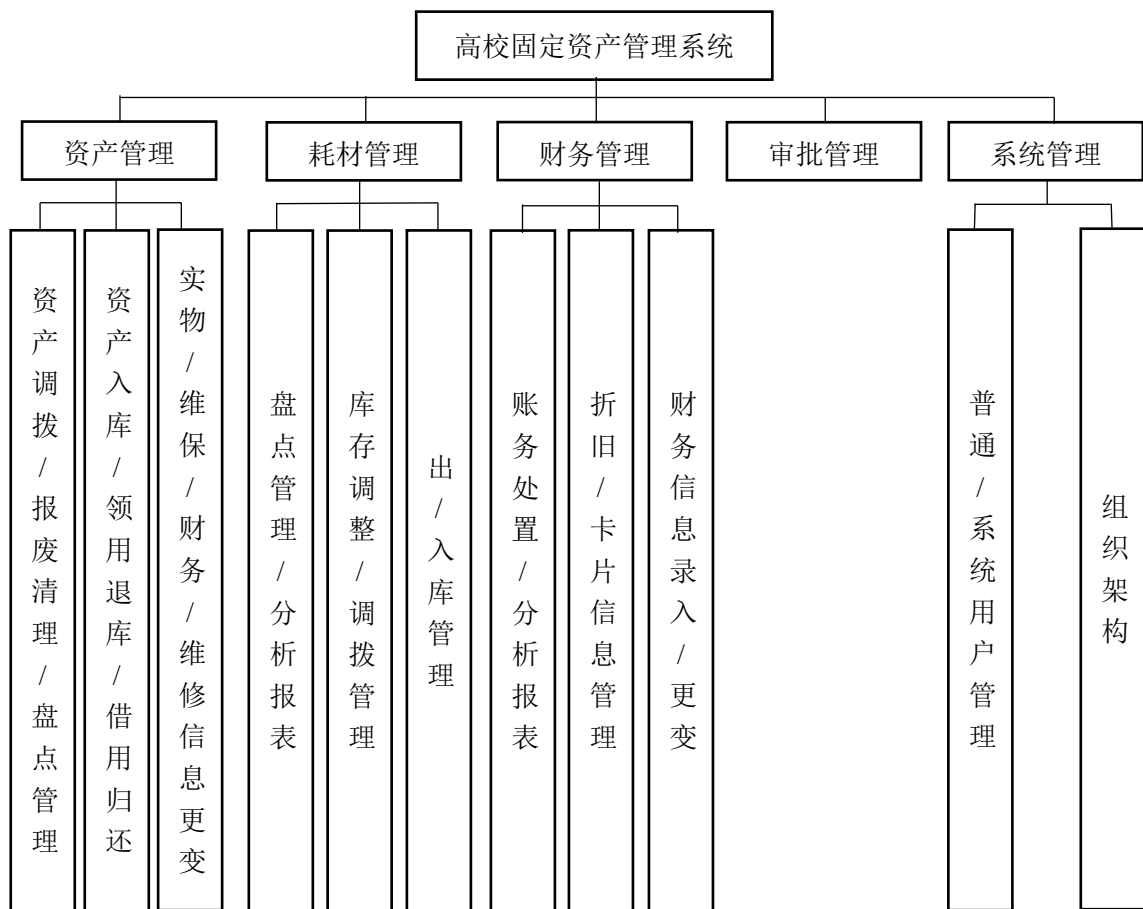 高校固定资产管理系统
资产管理
耗材管理
财务管理
审批管理
系统管理
资产调拨/报废清理/盘点管理
资产入库/领用退库/借用归还
实物/维保/财务/维修信息更变
盘点管理/分析报表
库存调整/调拨管理
出/入库管理
账务处置/分析报表
折旧/卡片信息管理
财务信息录入/更变
普通/系统用户管理
组织架构